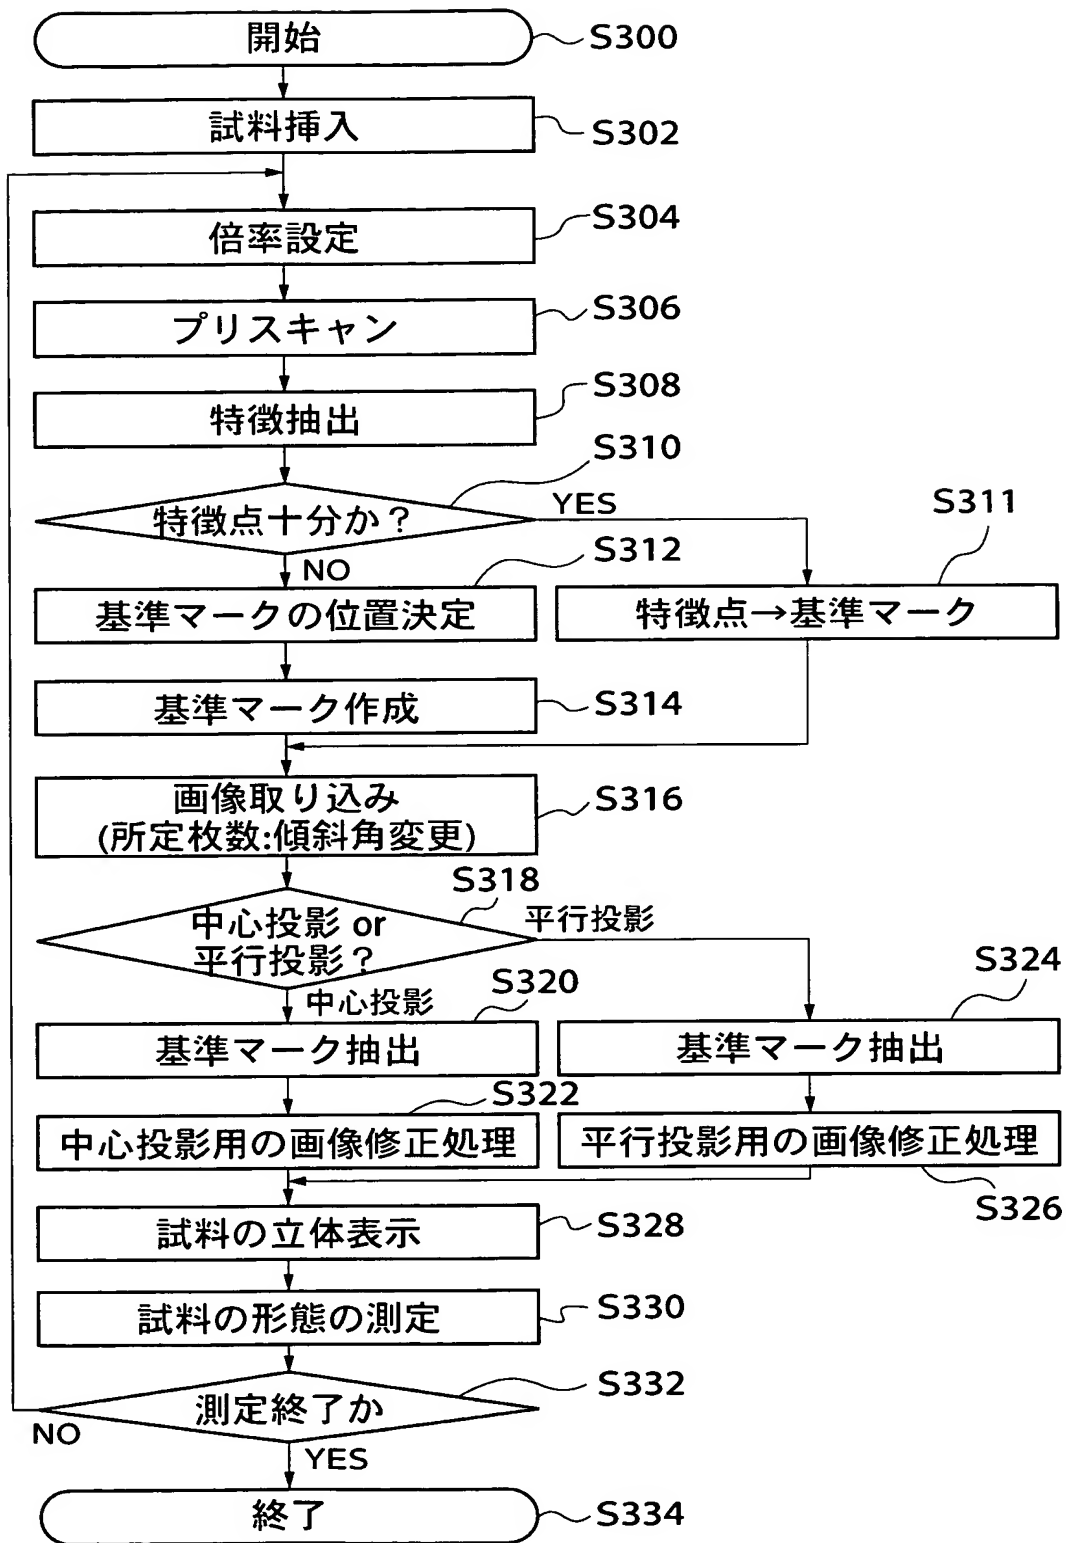 開始
S300
試料挿入
S302
倍率設定
S304
プリスキャン
S306
特徴抽出
S308
特徴点十分か?
S310
YES
NO
S311
特徴点→基準マーク
S312
基準マークの位置決定
基準マーク作成
S314
画像取り込み
(所定枚数:傾斜角変更)
S316
中心投影 or
平行投影?
S318
平行投影
中心投影
S320
基準マーク抽出
S324
基準マーク抽出
S322
中心投影用の画像修正処理
平行投影用の画像修正処理
S326
試料の立体表示
S328
試料の形態の測定
S330
測定終了か
S332
NO
YES
終了
S334